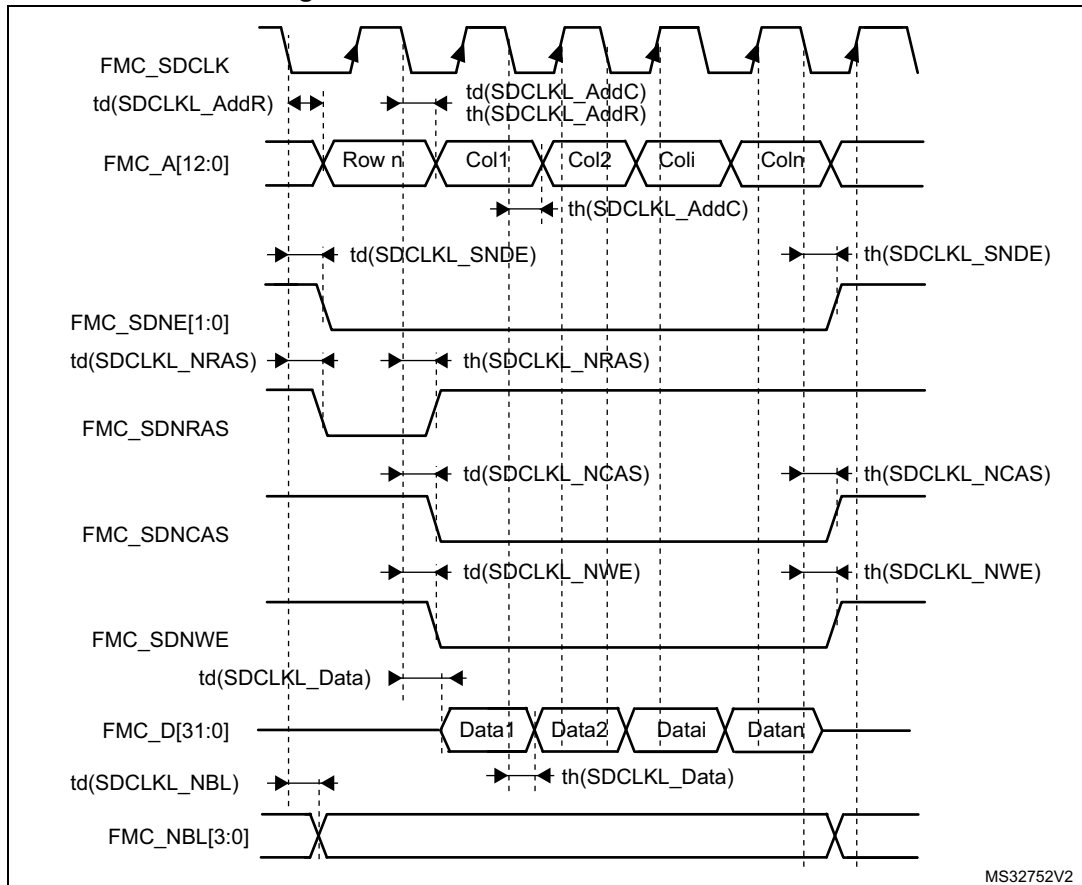 FMC_SDCLK
td(SDCLKL_AddR)
td(SDCLKL_AddC)
th(SDCLKL_AddR)
FMC_A[12:0]
Row n
Col1
Col2
Coli
Coln
th(SDCLKL_AddC)
td(SDCLKL_SNDE)
th(SDCLKL_SNDE)
FMC_SDNE[1:0]
td(SDCLKL_NRAS)
th(SDCLKL_NRAS)
FMC_SDNRAS
td(SDCLKL_NCAS)
th(SDCLKL_NCAS)
FMC_SDNCAS
td(SDCLKL_NWE)
th(SDCLKL_NWE)
FMC_SDNWE
td(SDCLKL_Data)
FMC_D[31:0]
Data1
Data2
Datai
Datan
td(SDCLKL_NBL)
th(SDCLKL_Data)
FMC_NBL[3:0]
MS32752V2